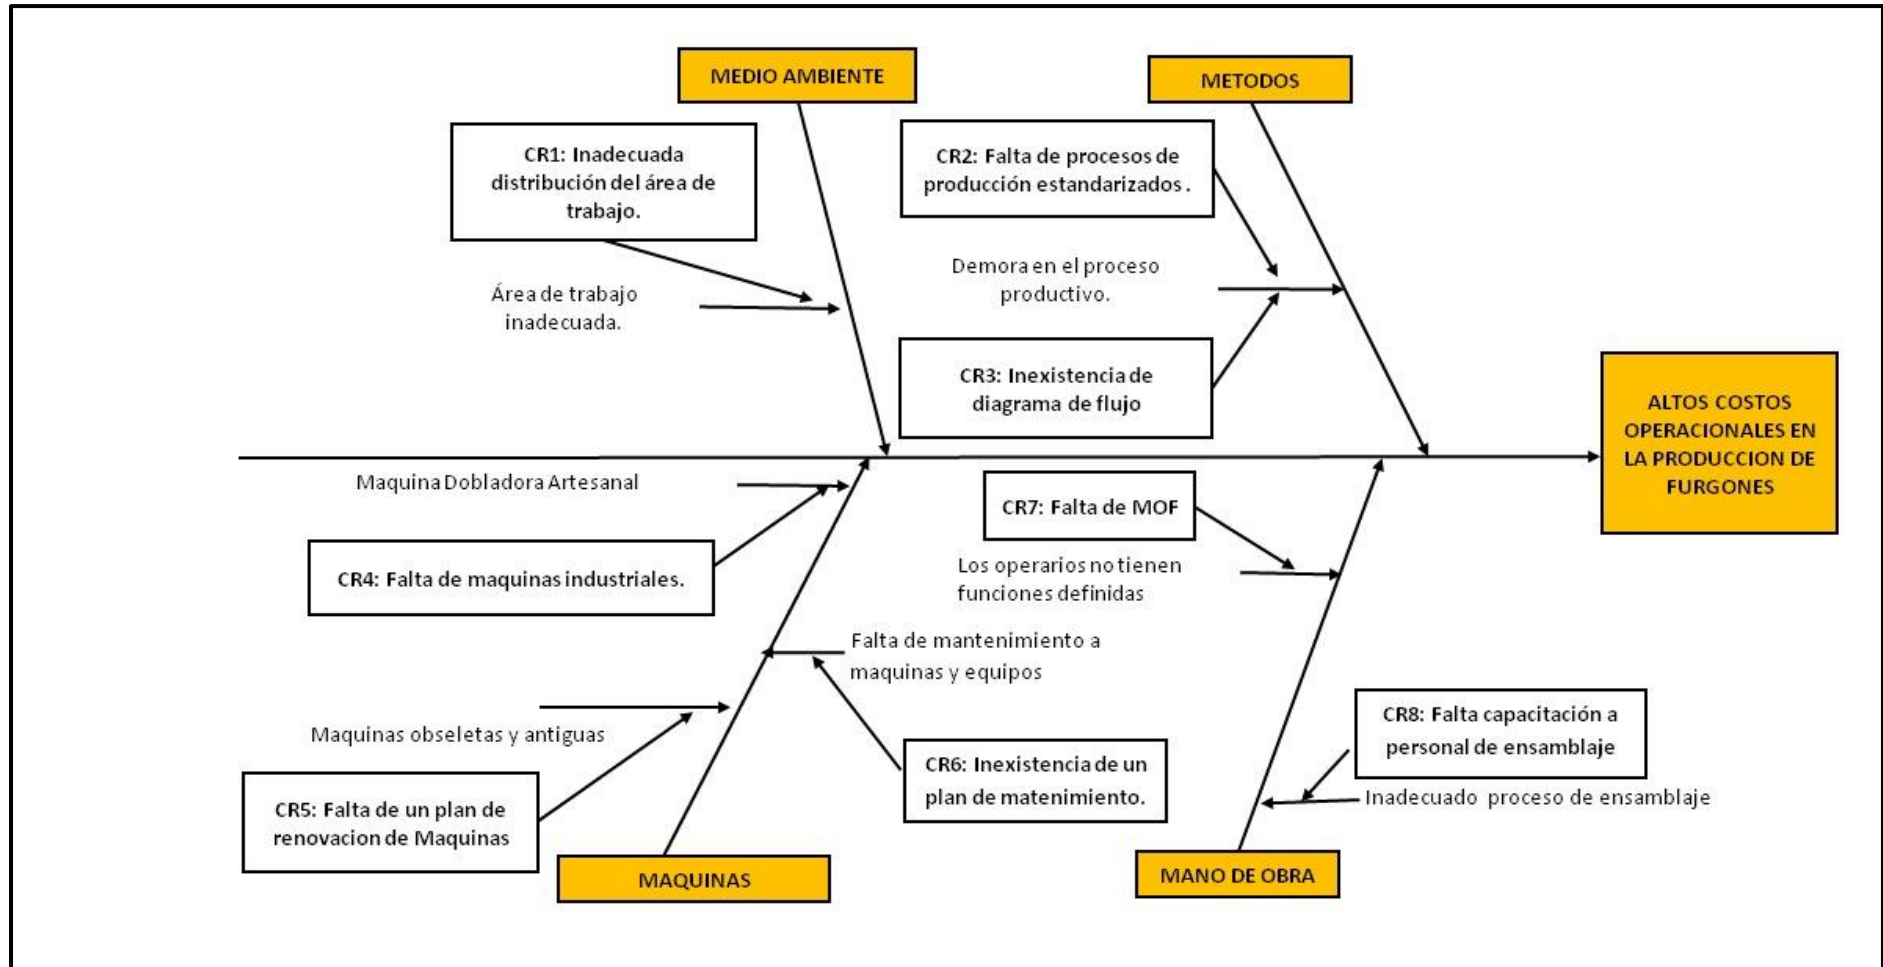 MEDIO AMBIENTE
METODOS
CR1: Inadecuada
distribución del área de
trabajo.
CR2: Falta de procesos de
producción estandarizados .
Área de trabajo
inadecuada.
Demora en el proceso
productivo.
CR3: Inexistencia de
diagrama de flujo
ALTOS COSTOS
OPERACIONALES EN
LA PRODUCCION DE
FURGONES
Maquina Dobladora Artesanal
CR4: Falta de maquinas industriales.
CR7: Falta de MOF
Los operarios no tienen
funciones definidas
Falta de mantenimiento a
maquinas y equipos
Maquinas obseletas y antiguas
CR5: Falta de un plan de
renovacion de Maquinas
CR6: Inexistencia de un
plan de matenimiento.
CR8: Falta capacitación a
personal de ensamblaje
Inadecuado proceso de ensamblaje
MAQUINAS
MANO DE OBRA